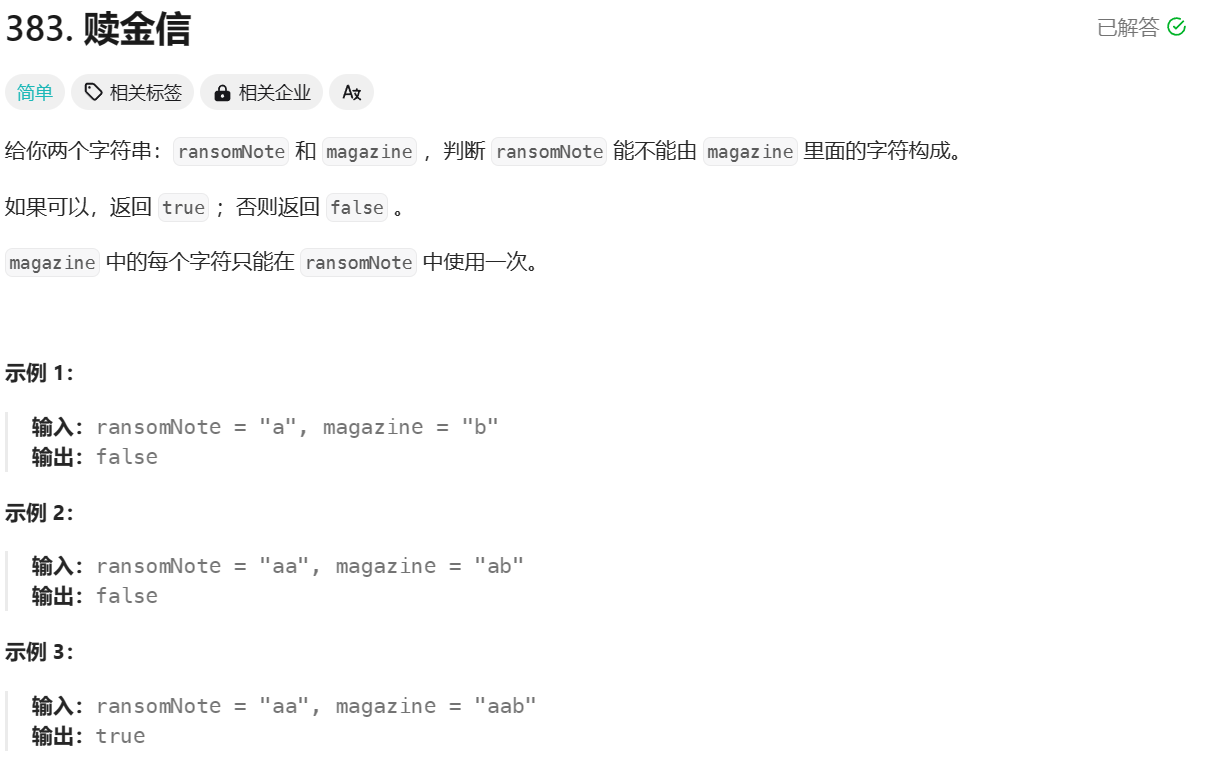 383. 赎金信
已解答
简单 相关标签 相关企业 Aあ
给你两个字符串：ransomNote 和 magazine ，判断 ransomNote 能不能由 magazine 里面的字符构成。
如果可以，返回 true ；否则返回 false 。
magazine 中的每个字符只能在 ransomNote 中使用一次。
示例 1：
输入：ransomNote = "a", magazine = "b"
输出：false
示例 2：
输入：ransomNote = "aa", magazine = "ab"
输出：false
示例 3：
输入：ransomNote = "aa", magazine = "aab"
输出：true